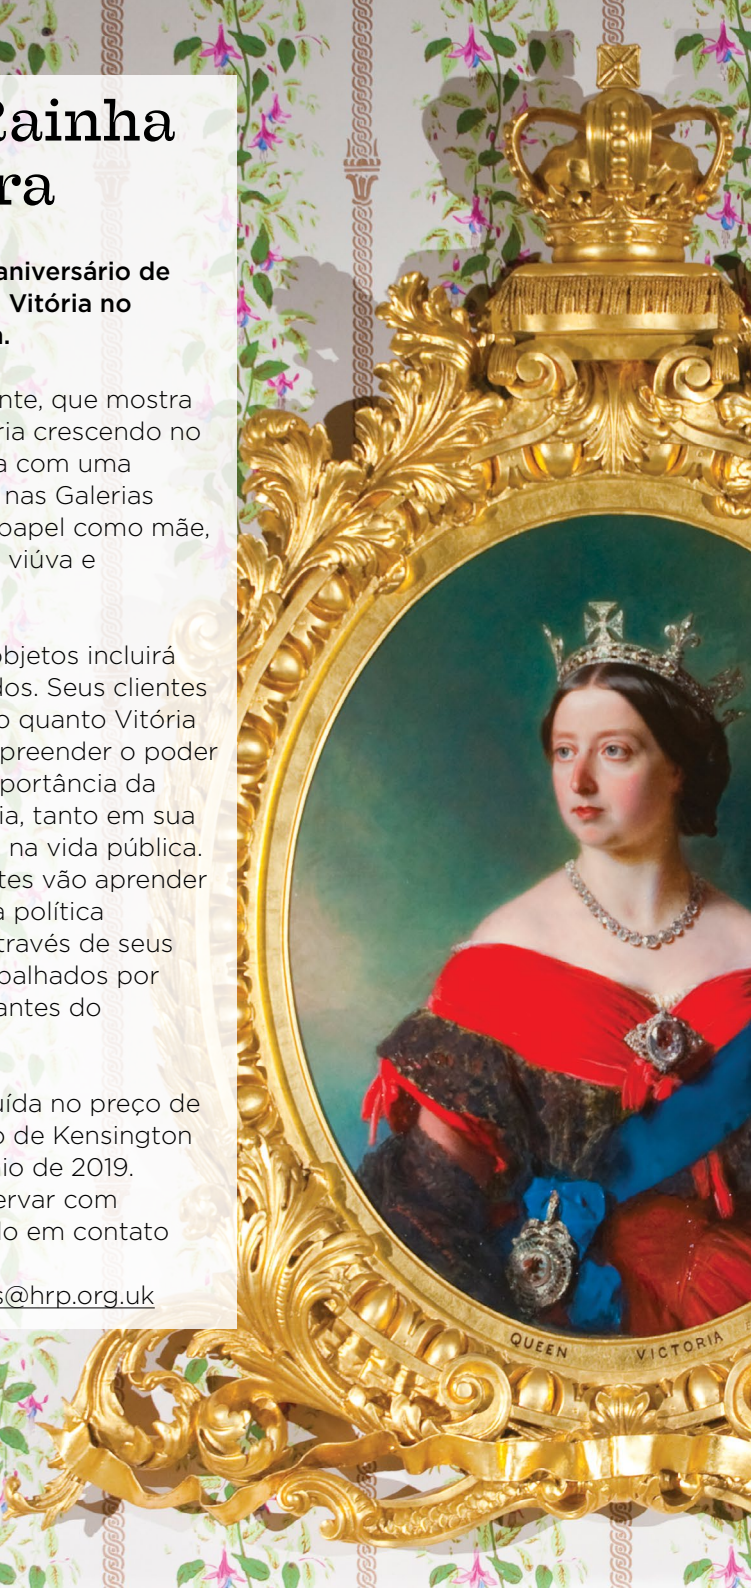 Rainha
ra
aniversário de
Vitória no
a.
nte, que mostra
ria crescendo no
a com uma
nas Galerias
papel como mãe,
viúva e
objetos incluirá
dos. Seus clientes
o quanto Vitória
preender o poder
portância da
ia, tanto em sua
na vida pública.
tes vão aprender
a política
través de seus
balhados por
antes do
uída no preço de
o de Kensington
aio de 2019.
ervar com
do em contato
s@hrp.org.uk
QUEEN VICTORIA